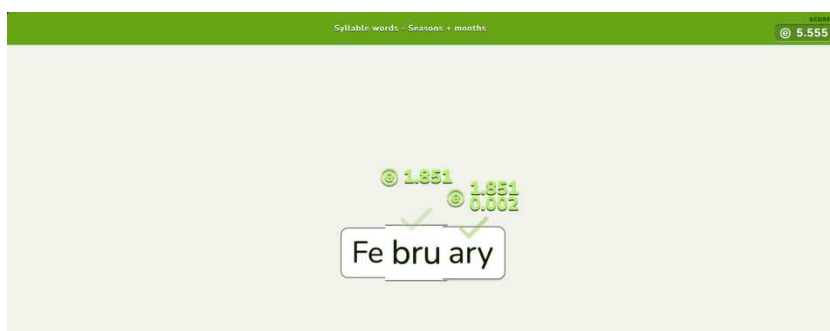 Syllable words - Seasons + months
SCORE
5.555
1.851
1.851
0.002
Fe bru ary